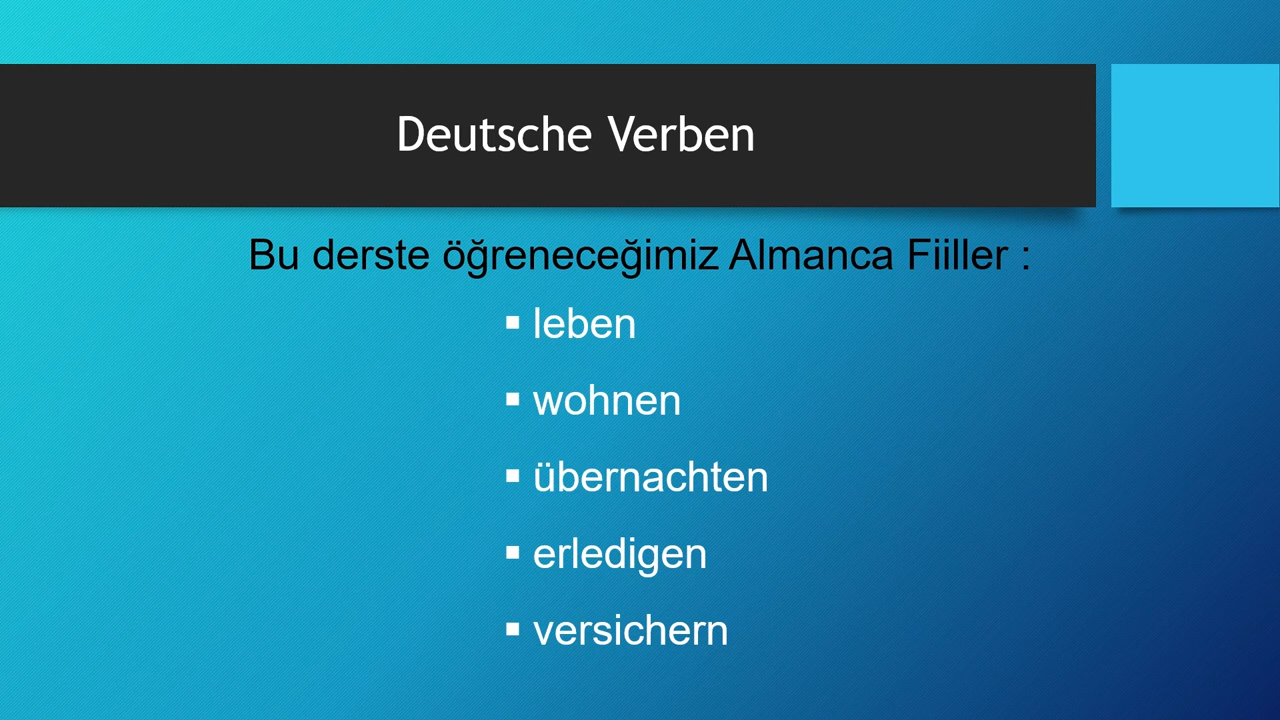 Deutsche Verben
Bu derste öğreneceğimiz Almanca Fiiller :
▪ leben
▪ wohnen
▪ übernachten
▪ erledigen
▪ versichern